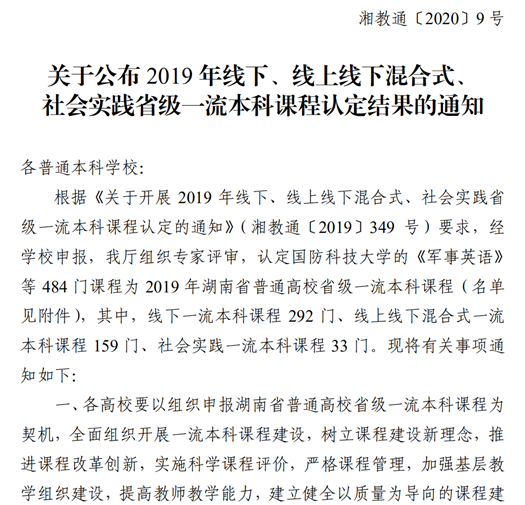 湘教通〔2020〕9 号
关于公布 2019 年线下、线上线下混合式、
社会实践省级一流本科课程认定结果的通知
各普通本科学校：
根据《关于开展 2019 年线下、线上线下混合式、社会实践省
级一流本科课程认定的通知》（湘教通〔2019〕349 号）要求，经
学校申报，我厅组织专家评审，认定国防科技大学的《军事英语》
等 484 门课程为 2019 年湖南省普通高校省级一流本科课程（名单
见附件），其中，线下一流本科课程 292 门、线上线下混合式一流
本科课程 159 门、社会实践一流本科课程 33 门。现将有关事项通
知如下：
一、各高校要以组织申报湖南省普通高校省级一流本科课程为
契机，全面组织开展一流本科课程建设，树立课程建设新理念，推
进课程改革创新，实施科学课程评价，严格课程管理，加强基层教
学组织建设，提高教师教学能力，建立健全以质量为导向的课程建